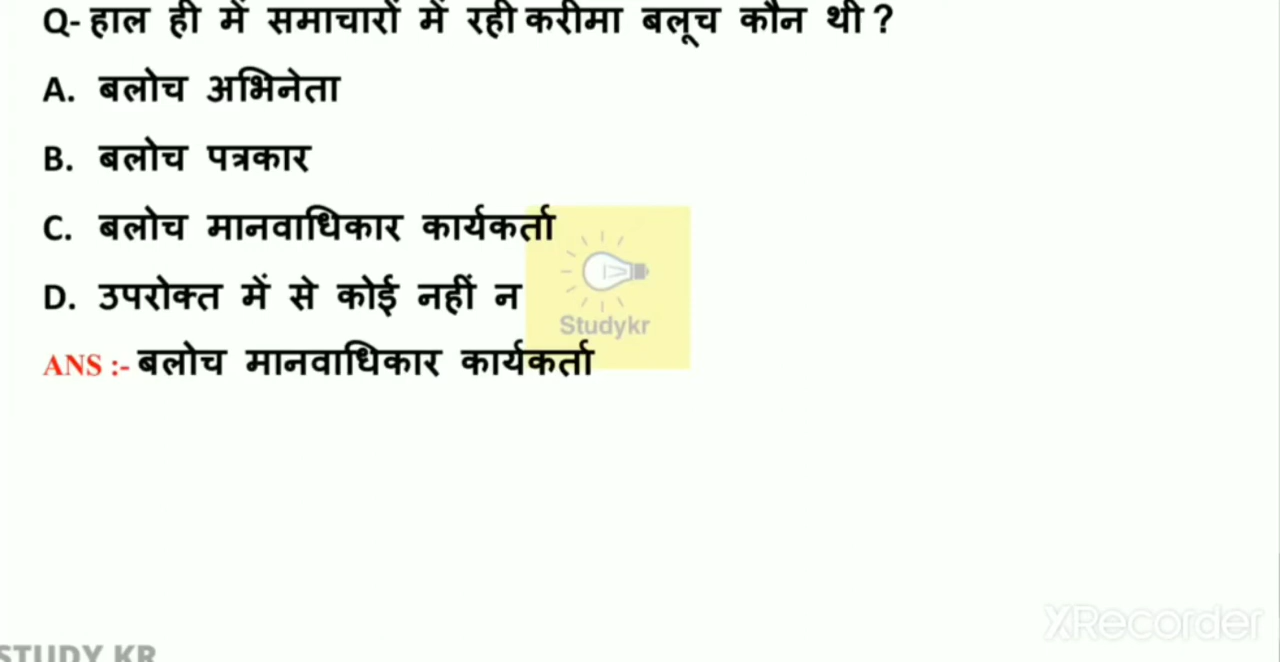 Q- हाल ही में समाचारों में रही करीमा बलूच कौन थी ?
A. बलोच अभिनेता
B. बलोच पत्रकार
C. बलोच मानवाधिकार कार्यकर्ता
D. उपरोक्त में से कोई नहीं न
Studykr
ANS :- बलोच मानवाधिकार कार्यकर्ता
XRecorder
STUDY KR